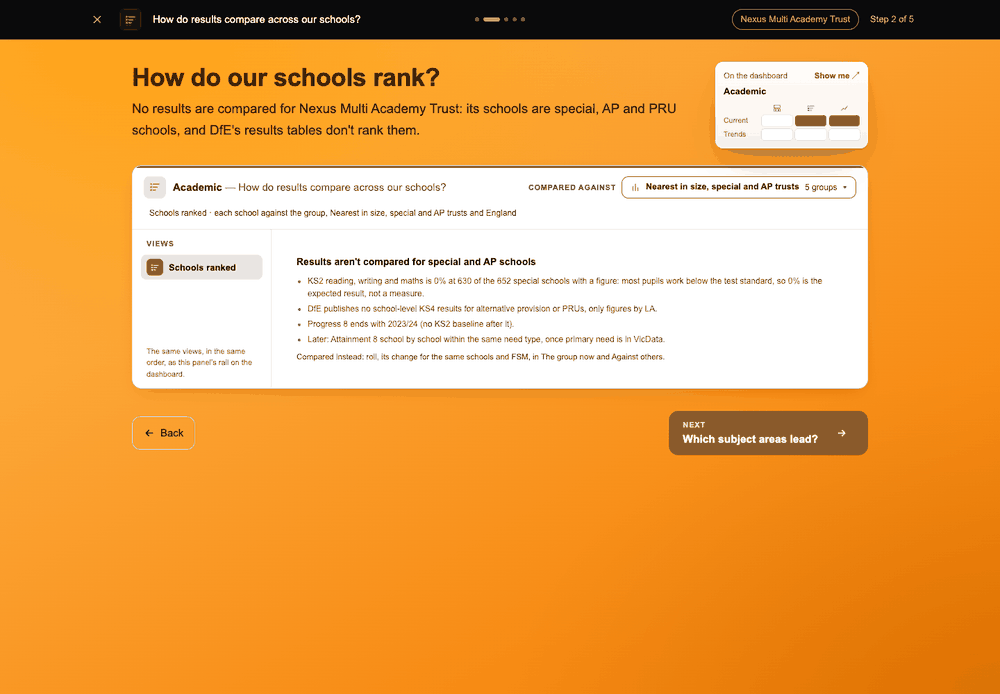 How do results compare across our schools?
Nexus Multi Academy Trust
Step 2 of 5
How do our schools rank?
No results are compared for Nexus Multi Academy Trust: its schools are special, AP and PRU
schools, and DfE's results tables don't rank them.
On the dashboard
Show me
Academic
Current
Trends
Academic — How do results compare across our schools?
COMPARED AGAINST
Nearest in size, special and AP trusts 5 groups
Schools ranked · each school against the group, Nearest in size, special and AP trusts and England
VIEWS
Schools ranked
The same views, in the same
order, as this panel's rail on the
dashboard.
Results aren't compared for special and AP schools
• KS2 reading, writing and maths is 0% at 630 of the 652 special schools with a figure: most pupils work below the test standard, so 0% is the
expected result, not a measure.
• DfE publishes no school-level KS4 results for alternative provision or PRUs, only figures by LA.
• Progress 8 ends with 2023/24 (no KS2 baseline after it).
• Later: Attainment 8 school by school within the same need type, once primary need is in VicData.
Compared instead: roll, its change for the same schools and FSM, in The group now and Against others.
Back
NEXT
Which subject areas lead?